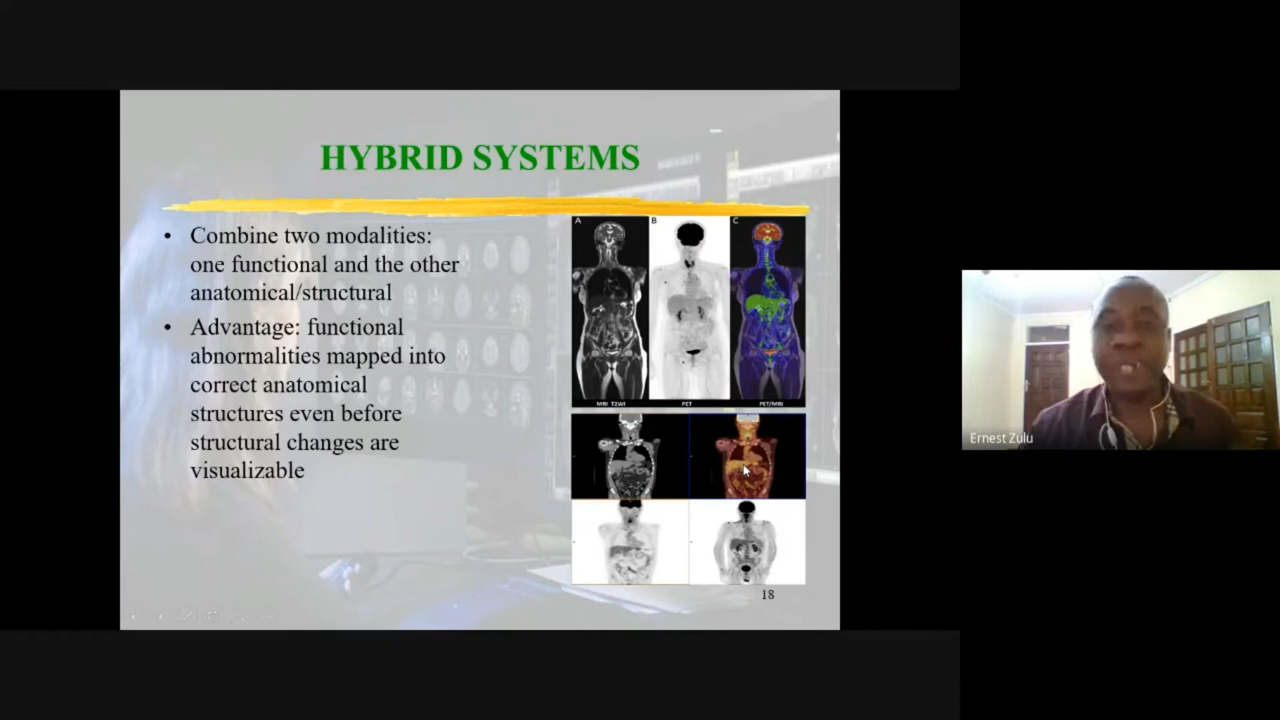 HYBRID SYSTEMS
• Combine two modalities:
one functional and the other
anatomical/structural
• Advantage: functional
abnormalities mapped into
correct anatomical
structures even before
structural changes are
visualizable
A B C
MRI T2WI PET PET/MRI
18
Ernest Zulu